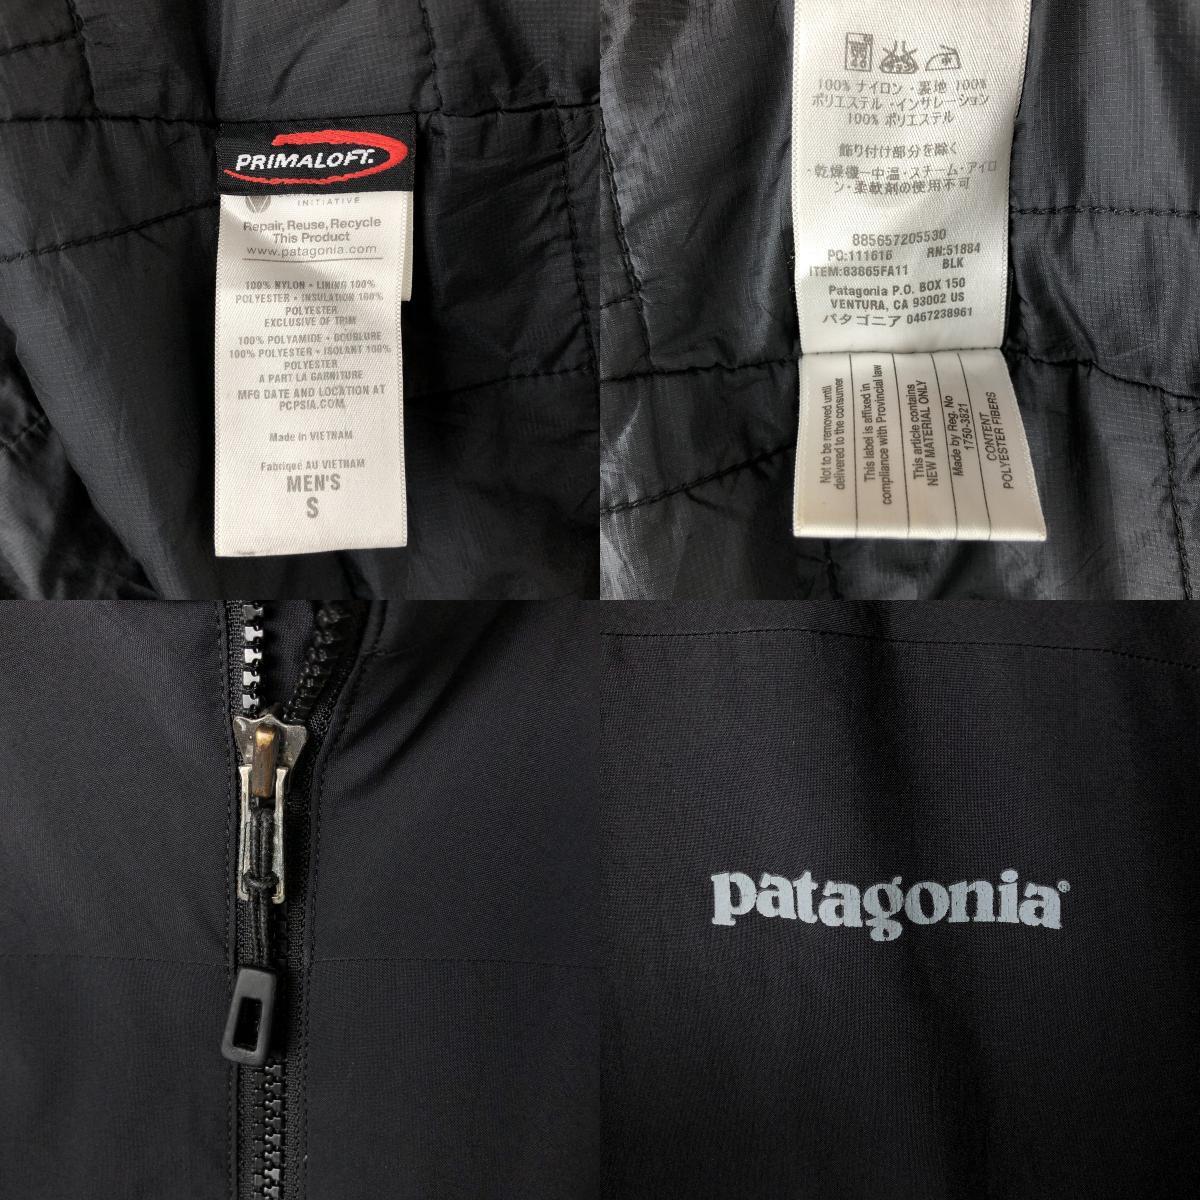 PRIMALOFT.
INITIATIVE
Repair, Reuse, Recycle
This Product
www.patagonia.com
100% NYLON • LINING 100%
POLYESTER • INSULATION 100%
POLYESTER
EXCLUSIVE OF TRIM
100% POLYAMIDE • DOUBLURE
100% POLYESTER • ISOLANT 100%
POLYESTER
A PART LA GARNITURE
MFG DATE AND LOCATION AT
PCPSIA.COM
Made in VIETNAM
Fabriqué AU VIETNAM
MEN'S
S
100% ナイロン・裏地 100%
ポリエステル・インサレーション
100% ポリエステル
飾り付け部分を除く
・乾燥機－中温・スチーム・アイロ
ン・柔軟剤の使用不可
885657205530
PO:111616 RN:51884
ITEM:83865FA11 BLK
Patagonia P.O. BOX 150
VENTURA, CA 93002 US
パタゴニア 0467238961
Not to be removed until
delivered to the consumer
This label is affixed in
compliance with Provincial law
This article contains
NEW MATERIAL ONLY
Made by Reg. No
1750-3821
CONTENT
POLYESTER FIBERS
patagonia®